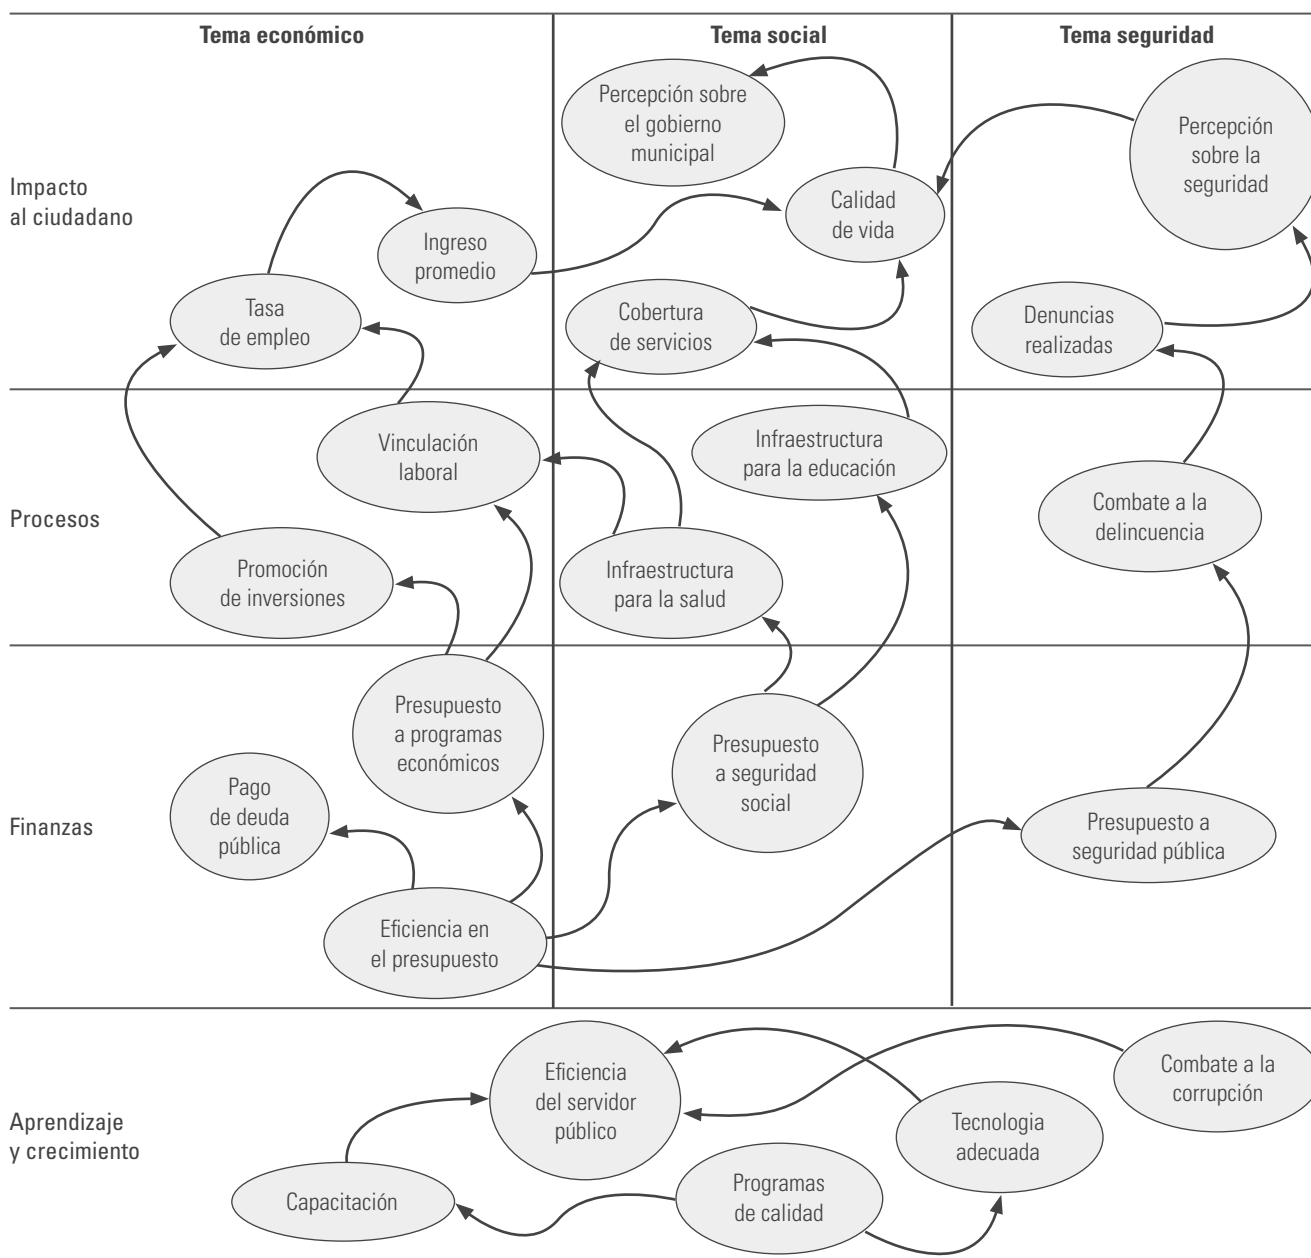 Tema económico
Tema social
Tema seguridad
Impacto
al ciudadano
Percepción sobre
el gobierno
municipal
Percepción
sobre la
seguridad
Calidad
de vida
Ingreso
promedio
Tasa
de empleo
Cobertura
de servicios
Denuncias
realizadas
Procesos
Vinculación
laboral
Infraestructura
para la educación
Combate a la
delincuencia
Promoción
de inversiones
Infraestructura
para la salud
Finanzas
Presupuesto
a programas
económicos
Presupuesto
a seguridad
social
Pago
de deuda
pública
Presupuesto a
seguridad pública
Eficiencia en
el presupuesto
Aprendizaje
y crecimiento
Eficiencia
del servidor
público
Combate a la
corrupción
Tecnologia
adecuada
Capacitación
Programas
de calidad